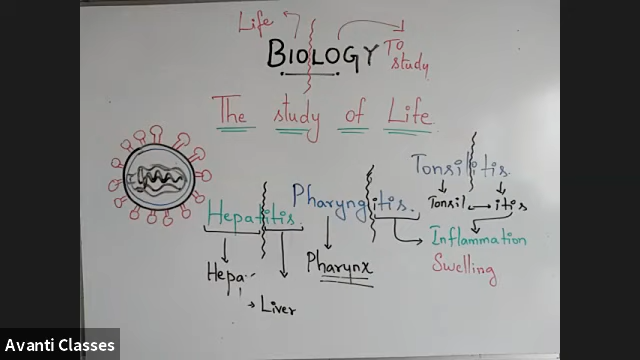 Life
BIOLOGY
To
study
The study of Life
Tonsilitis.
Tonsil itis
Pharyngitis.
Hepatitis.
Inflammation
Swelling
Pharynx
Hepa
Liver
Avanti Classes